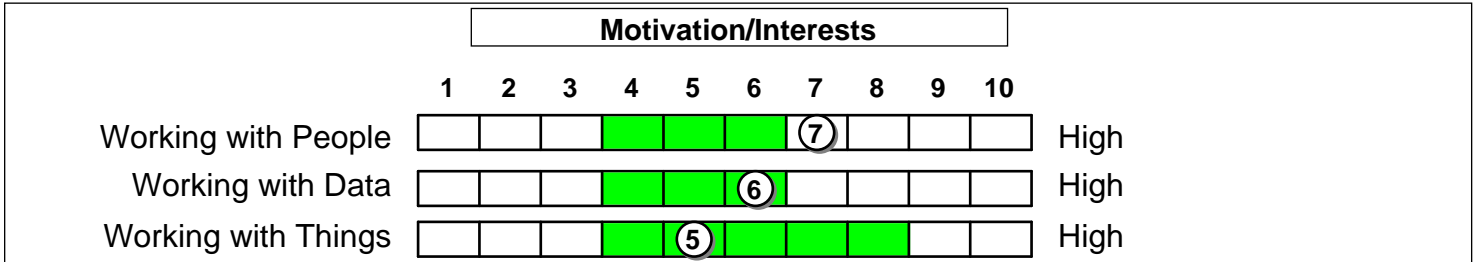 Motivation/Interests
1 2 3 4 5 6 7 8 9 10
Working with People 7 High
Working with Data 6 High
Working with Things 5 High